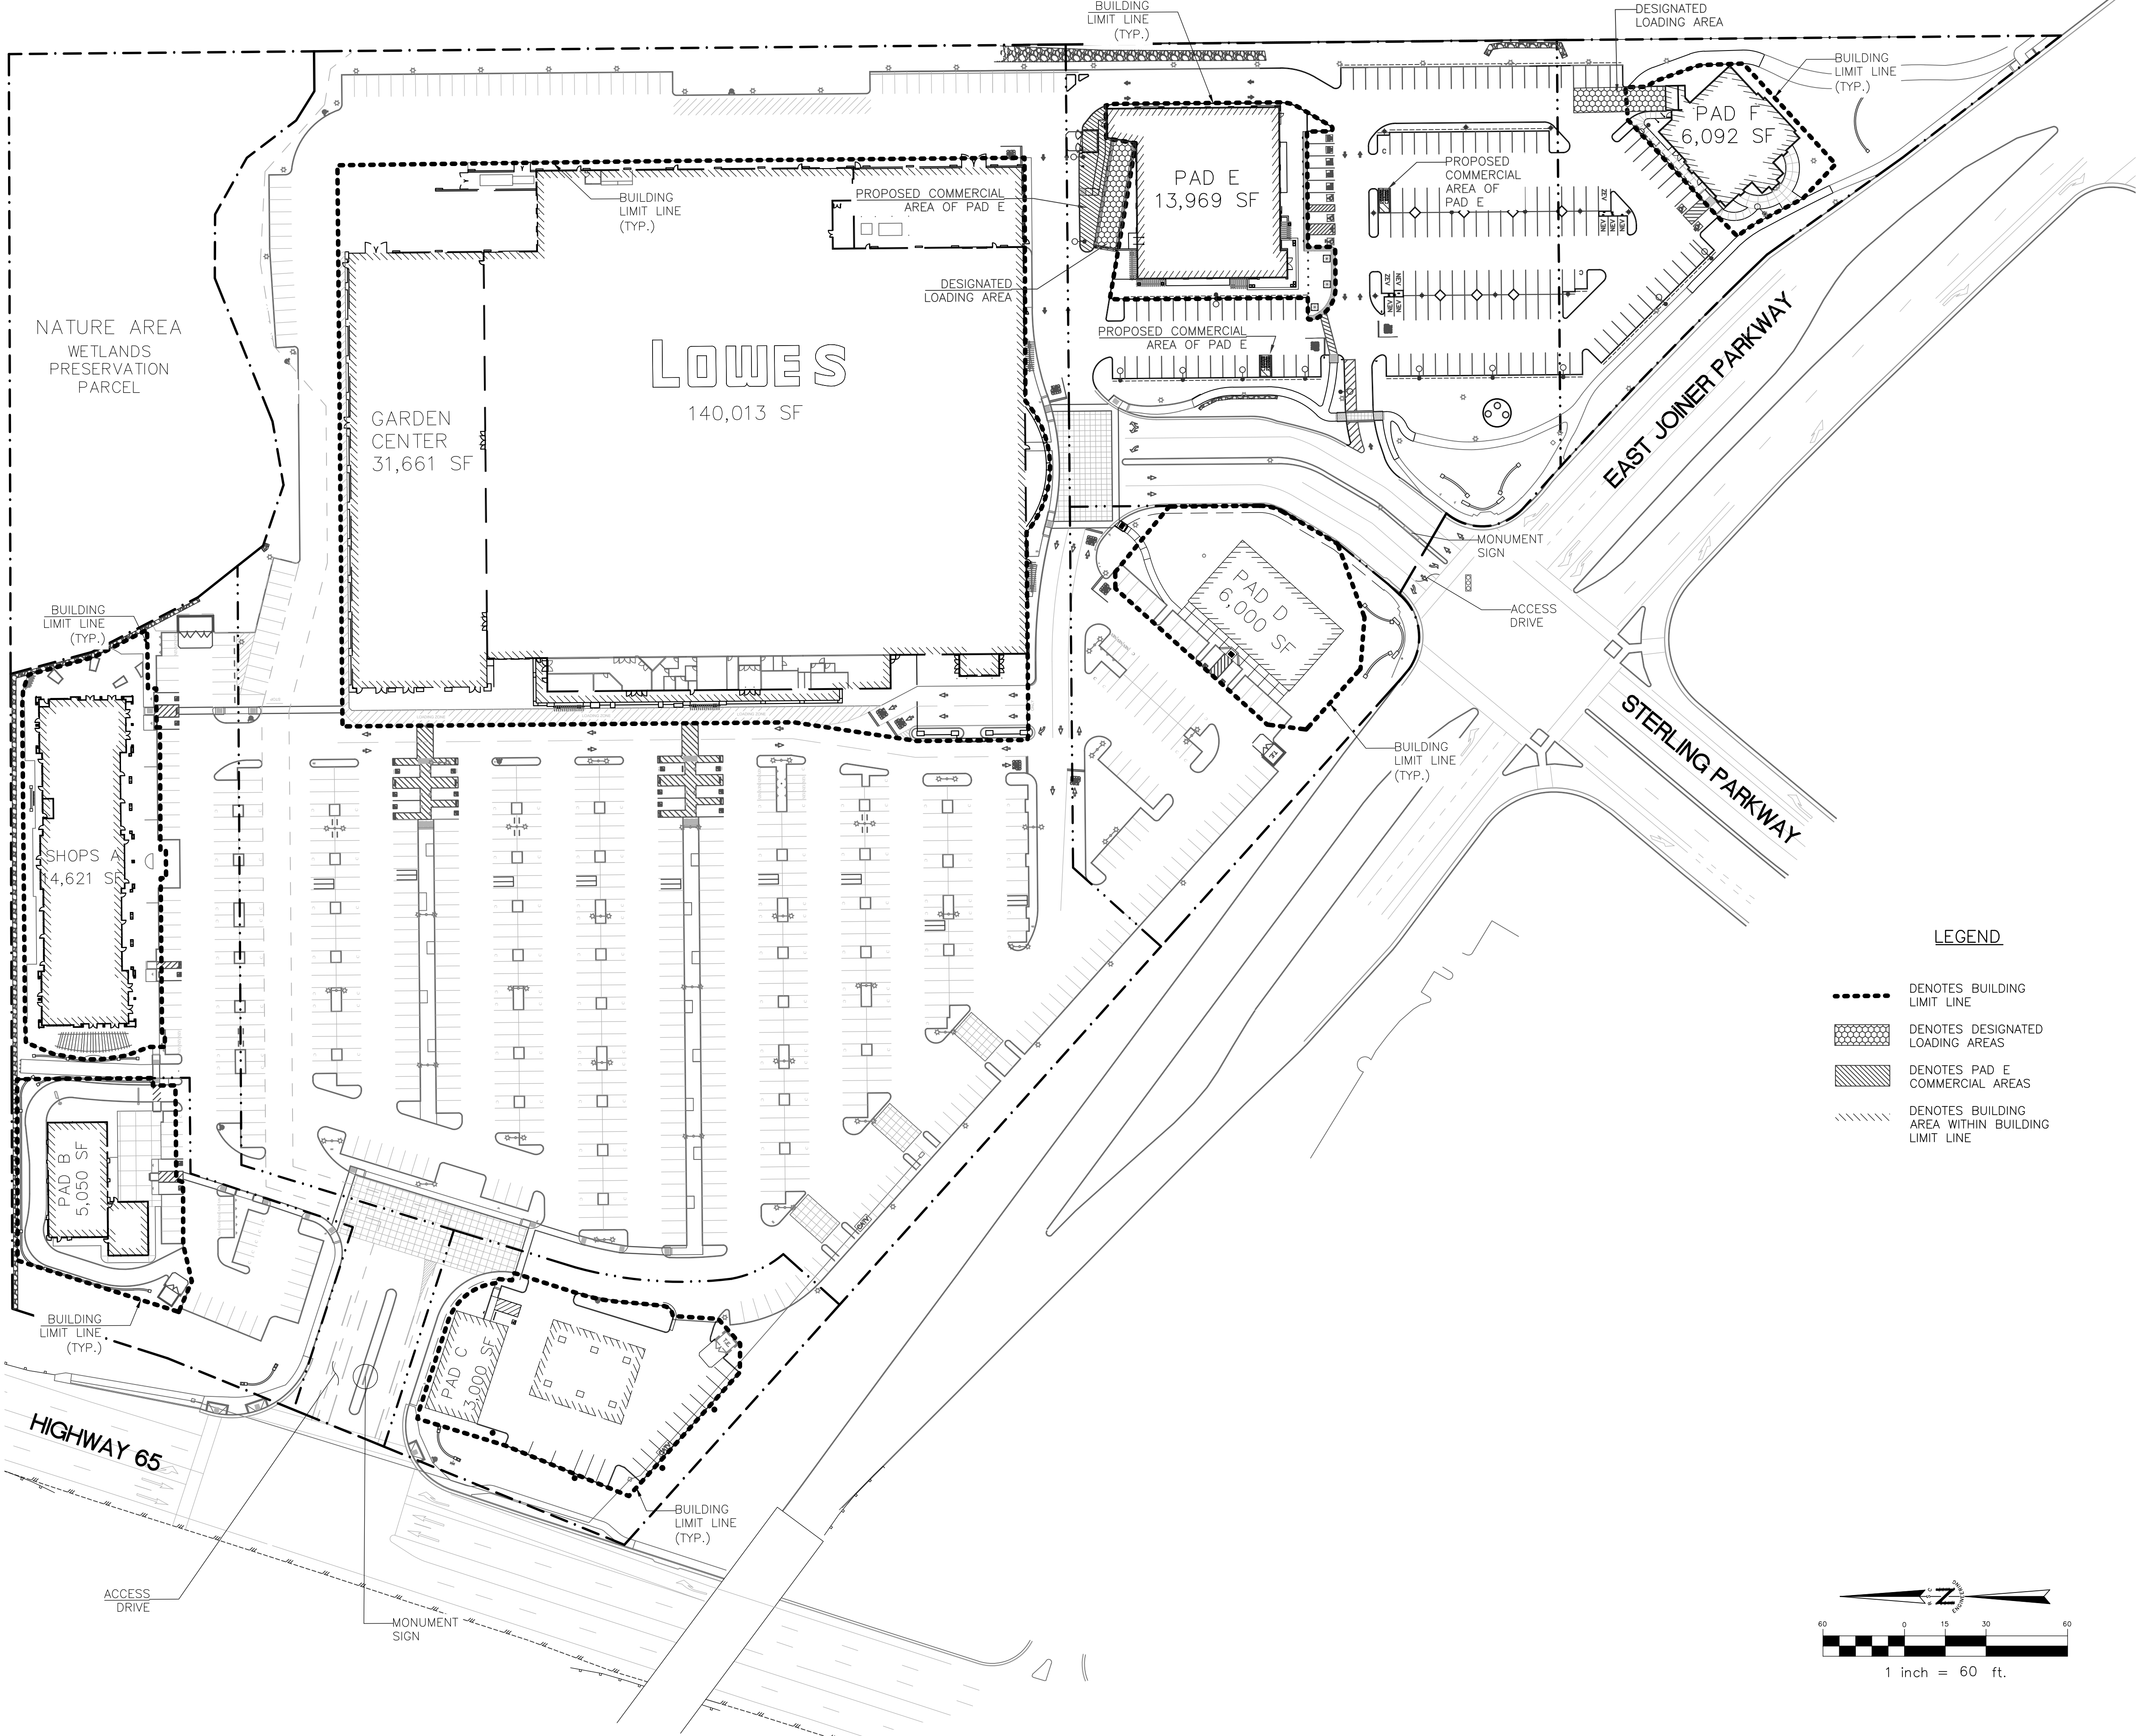 BUILDING
LIMIT LINE
(TYP.)
DESIGNATED
LOADING AREA
BUILDING
LIMIT LINE
(TYP.)
PAD F
6,092 SF
PAD E
13,969 SF
PROPOSED
COMMERCIAL
AREA OF
PAD E
BUILDING
LIMIT LINE
(TYP.)
PROPOSED COMMERCIAL
AREA OF PAD E
DESIGNATED
LOADING AREA
PROPOSED COMMERCIAL
AREA OF PAD E
NATURE AREA
WETLANDS
PRESERVATION
PARCEL
LOWES
140,013 SF
GARDEN
CENTER
31,661 SF
EAST JOINER PARKWAY
MONUMENT
SIGN
ACCESS
DRIVE
PAD D
6,000 SF
BUILDING
LIMIT LINE
(TYP.)
STERLING PARKWAY
BUILDING
LIMIT LINE
(TYP.)
SHOPS A
14,621 SF
LEGEND
DENOTES BUILDING
LIMIT LINE
DENOTES DESIGNATED
LOADING AREAS
DENOTES PAD E
COMMERCIAL AREAS
DENOTES BUILDING
AREA WITHIN BUILDING
LIMIT LINE
PAD B
5,050 SF
BUILDING
LIMIT LINE
(TYP.)
PAD C
3,000 SF
HIGHWAY 65
BUILDING
LIMIT LINE
(TYP.)
ACCESS
DRIVE
MONUMENT
SIGN
N
60 0 15 30 60
1 inch = 60 ft.